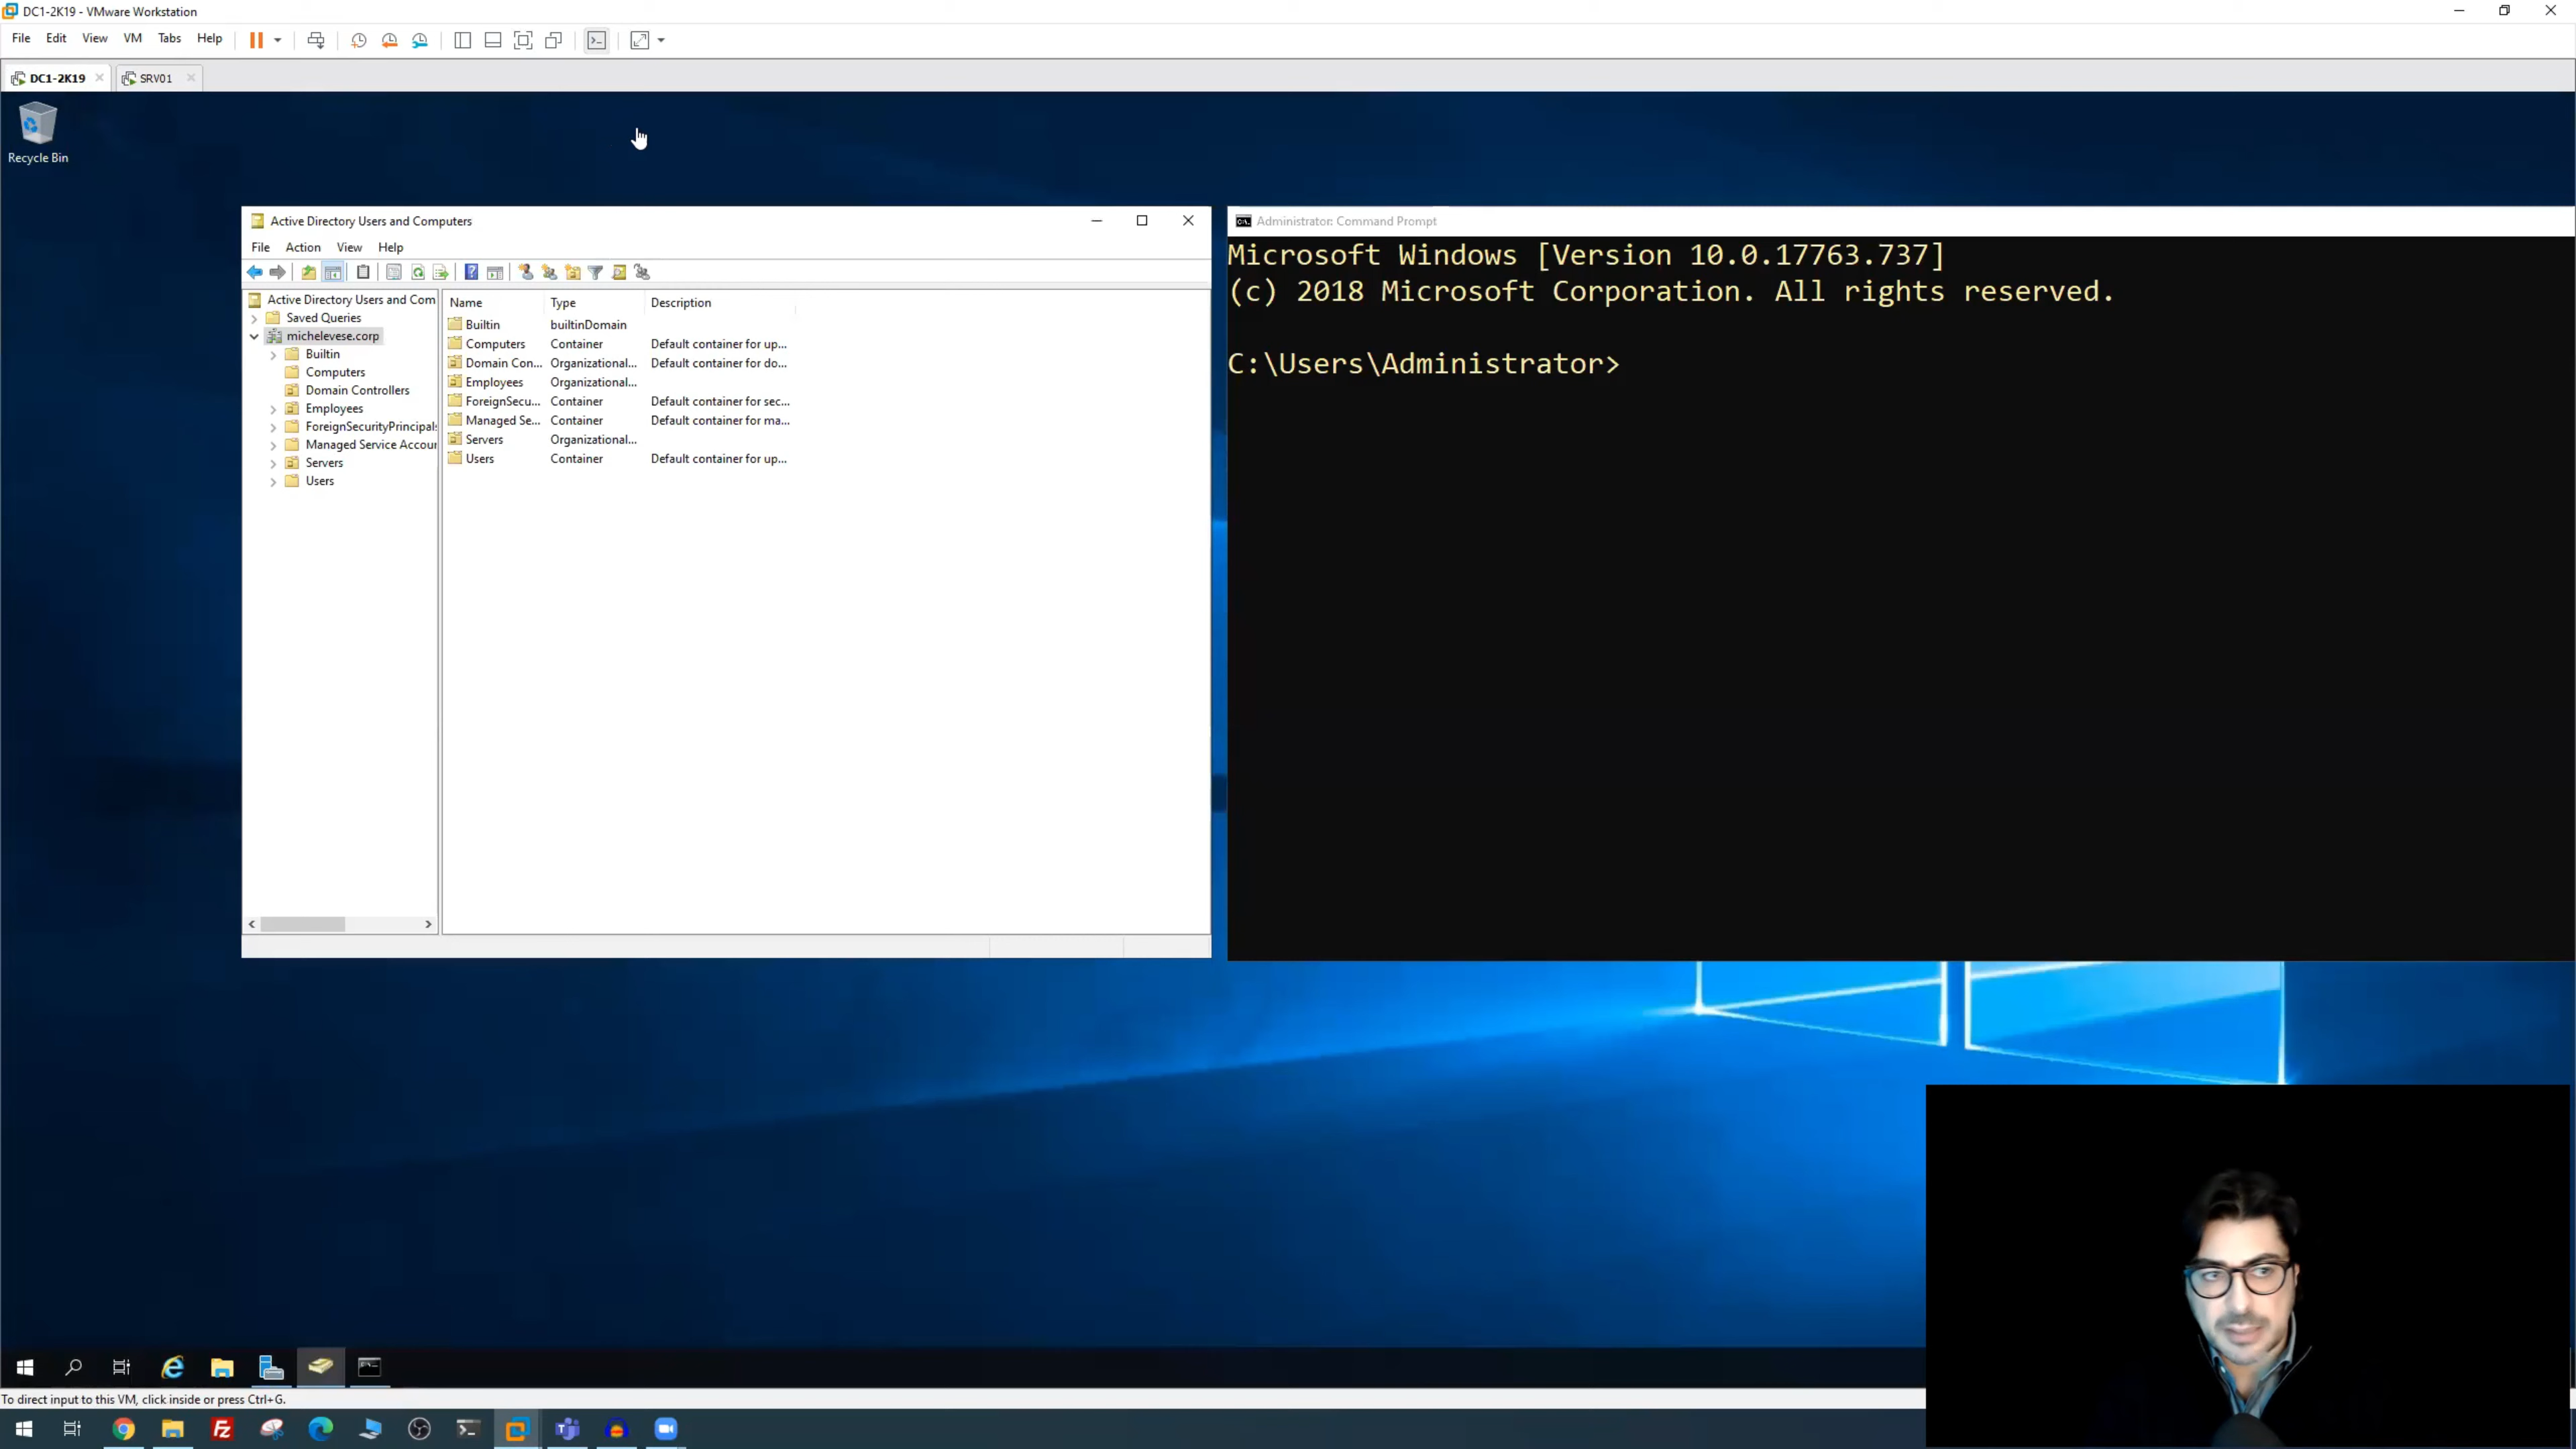 DC1-2K19 - VMware Workstation
File Edit View VM Tabs Help
DC1-2K19
SRV01
Recycle Bin
Active Directory Users and Computers
File Action View Help
Active Directory Users and Com
Saved Queries
michelevese.corp
Builtin
Computers
Domain Controllers
Employees
ForeignSecurityPrincipals
Managed Service Accour
Servers
Users
Name Type Description
Builtin builtinDomain
Computers Container Default container for up...
Domain Con... Organizational... Default container for do...
Employees Organizational...
ForeignSecu... Container Default container for sec...
Managed Se... Container Default container for ma...
Servers Organizational...
Users Container Default container for up...
Administrator: Command Prompt
Microsoft Windows [Version 10.0.17763.737]
(c) 2018 Microsoft Corporation. All rights reserved.
C:\Users\Administrator>
To direct input to this VM, click inside or press Ctrl+G.